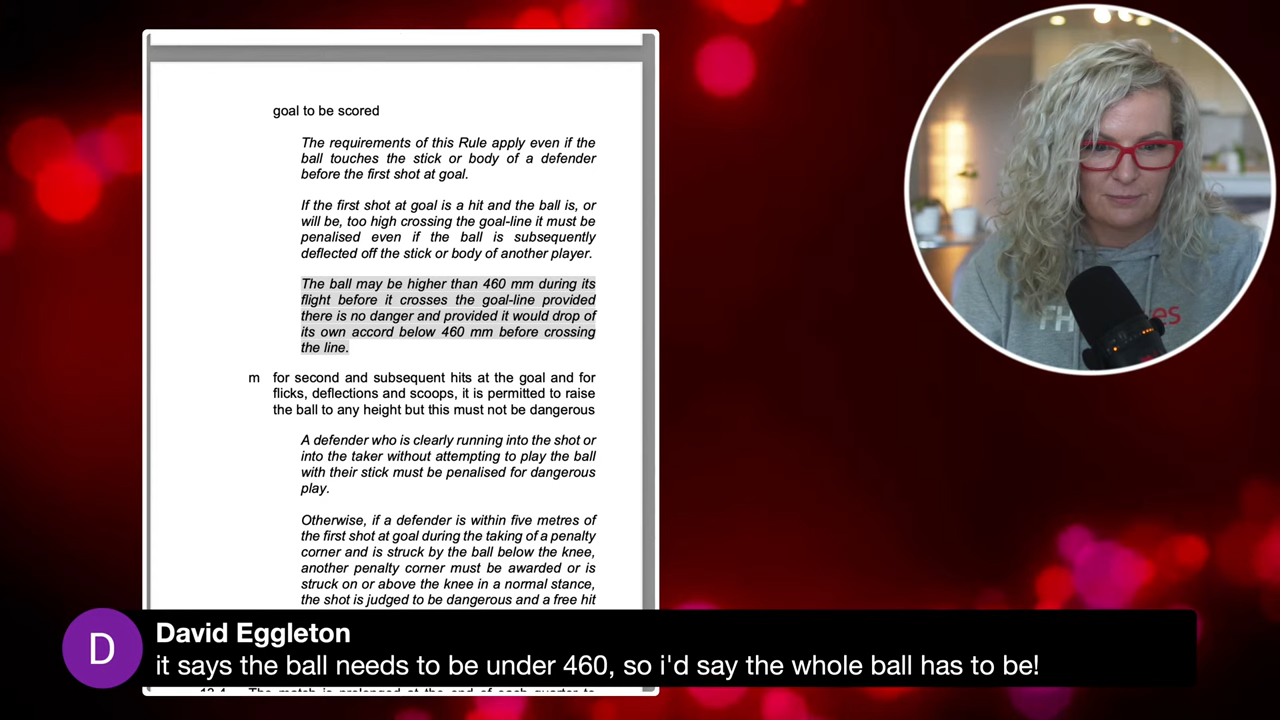 goal to be scored
The requirements of this Rule apply even if the
ball touches the stick or body of a defender
before the first shot at goal.
If the first shot at goal is a hit and the ball is, or
will be, too high crossing the goal-line it must be
penalised even if the ball is subsequently
deflected off the stick or body of another player.
The ball may be higher than 460 mm during its
flight before it crosses the goal-line provided
there is no danger and provided it would drop of
its own accord below 460 mm before crossing
the line.
m for second and subsequent hits at the goal and for
flicks, deflections and scoops, it is permitted to raise
the ball to any height but this must not be dangerous
A defender who is clearly running into the shot or
into the taker without attempting to play the ball
with their stick must be penalised for dangerous
play.
Otherwise, if a defender is within five metres of
the first shot at goal during the taking of a penalty
corner and is struck by the ball below the knee,
another penalty corner must be awarded or is
struck on or above the knee in a normal stance,
the shot is judged to be dangerous and a free hit
FH
es
D
David Eggleton
it says the ball needs to be under 460, so i'd say the whole ball has to be!